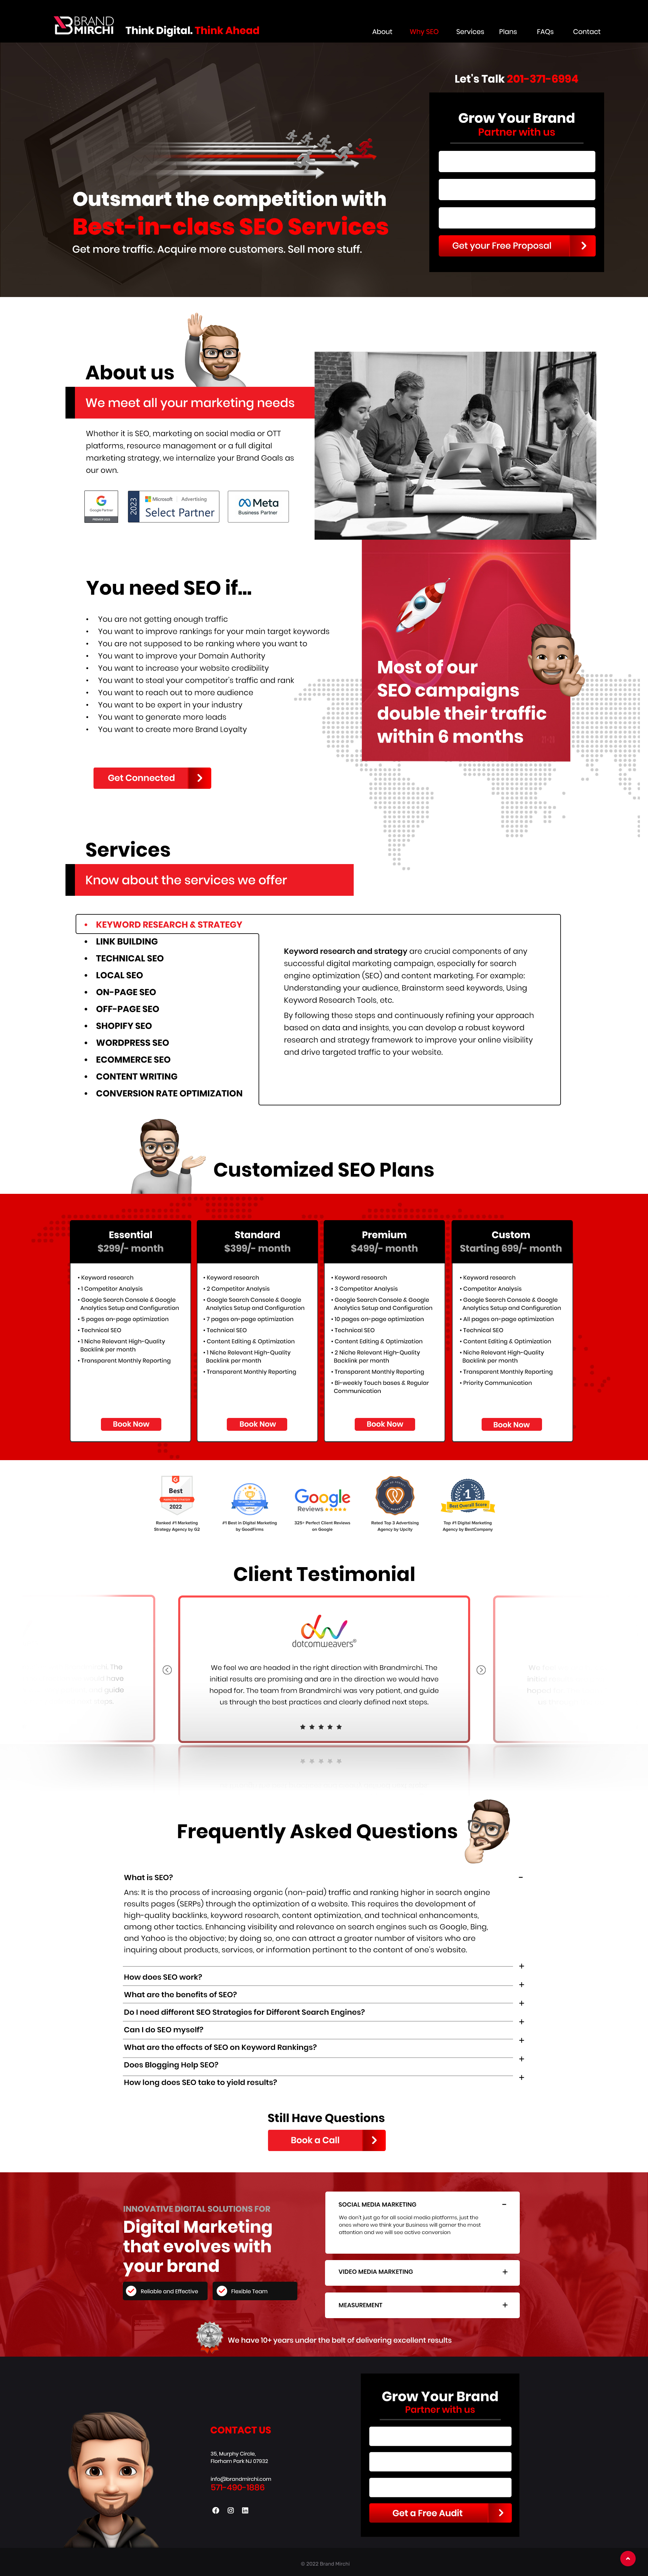 BRAND
MIRCHI
Think Digital. Think Ahead
About
Why SEO
Services
Plans
FAQs
Contact
Let's Talk 201-371-6994
Grow Your Brand
Partner with us
Get your Free Proposal
Outsmart the competition with
Best-in-class SEO Services
Get more traffic. Acquire more customers. Sell more stuff.
About us
We meet all your marketing needs
Whether it is SEO, marketing on social media or OTT
platforms, resource management or a full digital
marketing strategy, we internalize your Brand Goals as
our own.
Google Partner
PREMIER 2023
2023
Microsoft Advertising
Select Partner
Meta
Business Partner
You need SEO if...
• You are not getting enough traffic
• You want to improve rankings for your main target keywords
• You are not supposed to be ranking where you want to
• You want to improve your Domain Authority
• You want to increase your website credibility
• You want to steal your competitor's traffic and rank
• You want to reach out to more audience
• You want to be expert in your industry
• You want to generate more leads
• You want to create more Brand Loyalty
Most of our
SEO campaigns
double their traffic
within 6 months
Get Connected
Services
Know about the services we offer
• KEYWORD RESEARCH & STRATEGY
• LINK BUILDING
• TECHNICAL SEO
• LOCAL SEO
• ON-PAGE SEO
• OFF-PAGE SEO
• SHOPIFY SEO
• WORDPRESS SEO
• ECOMMERCE SEO
• CONTENT WRITING
• CONVERSION RATE OPTIMIZATION
Keyword research and strategy are crucial components of any
successful digital marketing campaign, especially for search
engine optimization (SEO) and content marketing. For example:
Understanding your audience, Brainstorm seed keywords, Using
Keyword Research Tools, etc.
By following these steps and continuously refining your approach
based on data and insights, you can develop a robust keyword
research and strategy framework to improve your online visibility
and drive targeted traffic to your website.
Customized SEO Plans
Essential
$299/- month
• Keyword research
• 1 Competitor Analysis
• Google Search Console & Google
Analytics Setup and Configuration
• 5 pages on-page optimization
• Technical SEO
• 1 Niche Relevant High-Quality
Backlink per month
• Transparent Monthly Reporting
Book Now
Standard
$399/- month
• Keyword research
• 2 Competitor Analysis
• Google Search Console & Google
Analytics Setup and Configuration
• 7 pages on-page optimization
• Technical SEO
• Content Editing & Optimization
• 1 Niche Relevant High-Quality
Backlink per month
• Transparent Monthly Reporting
Book Now
Premium
$499/- month
• Keyword research
• 3 Competitor Analysis
• Google Search Console & Google
Analytics Setup and Configuration
• 10 pages on-page optimization
• Technical SEO
• Content Editing & Optimization
• 2 Niche Relevant High-Quality
Backlink per month
• Transparent Monthly Reporting
• Bi-weekly Touch bases & Regular
Communication
Book Now
Custom
Starting 699/- month
• Keyword research
• Competitor Analysis
• Google Search Console & Google
Analytics Setup and Configuration
• All pages on-page optimization
• Technical SEO
• Content Editing & Optimization
• Niche Relevant High-Quality
Backlink per month
• Transparent Monthly Reporting
• Priority Communication
Book Now
Best
2022
Ranked #1 Marketing
Strategy Agency by G2
#1 Best in Digital Marketing
by GoodFirms
Google
Reviews
325+ Perfect Client Reviews
on Google
Rated Top 3 Advertising
Agency by Upcity
1
Best Overall Score
Top #1 Digital Marketing
Agency by BestCompany
Client Testimonial
dotcomweavers
We feel we are headed in the right direction with Brandmirchi. The
initial results are promising and are in the direction we would have
hoped for. The team from Brandmirchi was very patient, and guide
us through the best practices and clearly defined next steps.
Frequently Asked Questions
What is SEO?
Ans: It is the process of increasing organic (non-paid) traffic and ranking higher in search engine
results pages (SERPs) through the optimization of a website. This requires the development of
high-quality backlinks, keyword research, content optimization, and technical enhancements,
among other tactics. Enhancing visibility and relevance on search engines such as Google, Bing,
and Yahoo is the objective; by doing so, one can attract a greater number of visitors who are
inquiring about products, services, or information pertinent to the content of one's website.
How does SEO work?
What are the benefits of SEO?
Do I need different SEO Strategies for Different Search Engines?
Can I do SEO myself?
What are the effects of SEO on Keyword Rankings?
Does Blogging Help SEO?
How long does SEO take to yield results?
Still Have Questions
Book a Call
INNOVATIVE DIGITAL SOLUTIONS FOR
Digital Marketing
that evolves with
your brand
Reliable and Effective
Flexible Team
SOCIAL MEDIA MARKETING
We don't just go for all social media platforms, just the
ones where we think your Business will garner the most
attention and we will see active conversion
VIDEO MEDIA MARKETING
MEASUREMENT
We have 10+ years under the belt of delivering excellent results
CONTACT US
35, Murphy Circle,
Florham Park NJ 07932
info@brandmirchi.com
571-490-1886
Grow Your Brand
Partner with us
Get a Free Audit
© 2022 Brand Mirchi